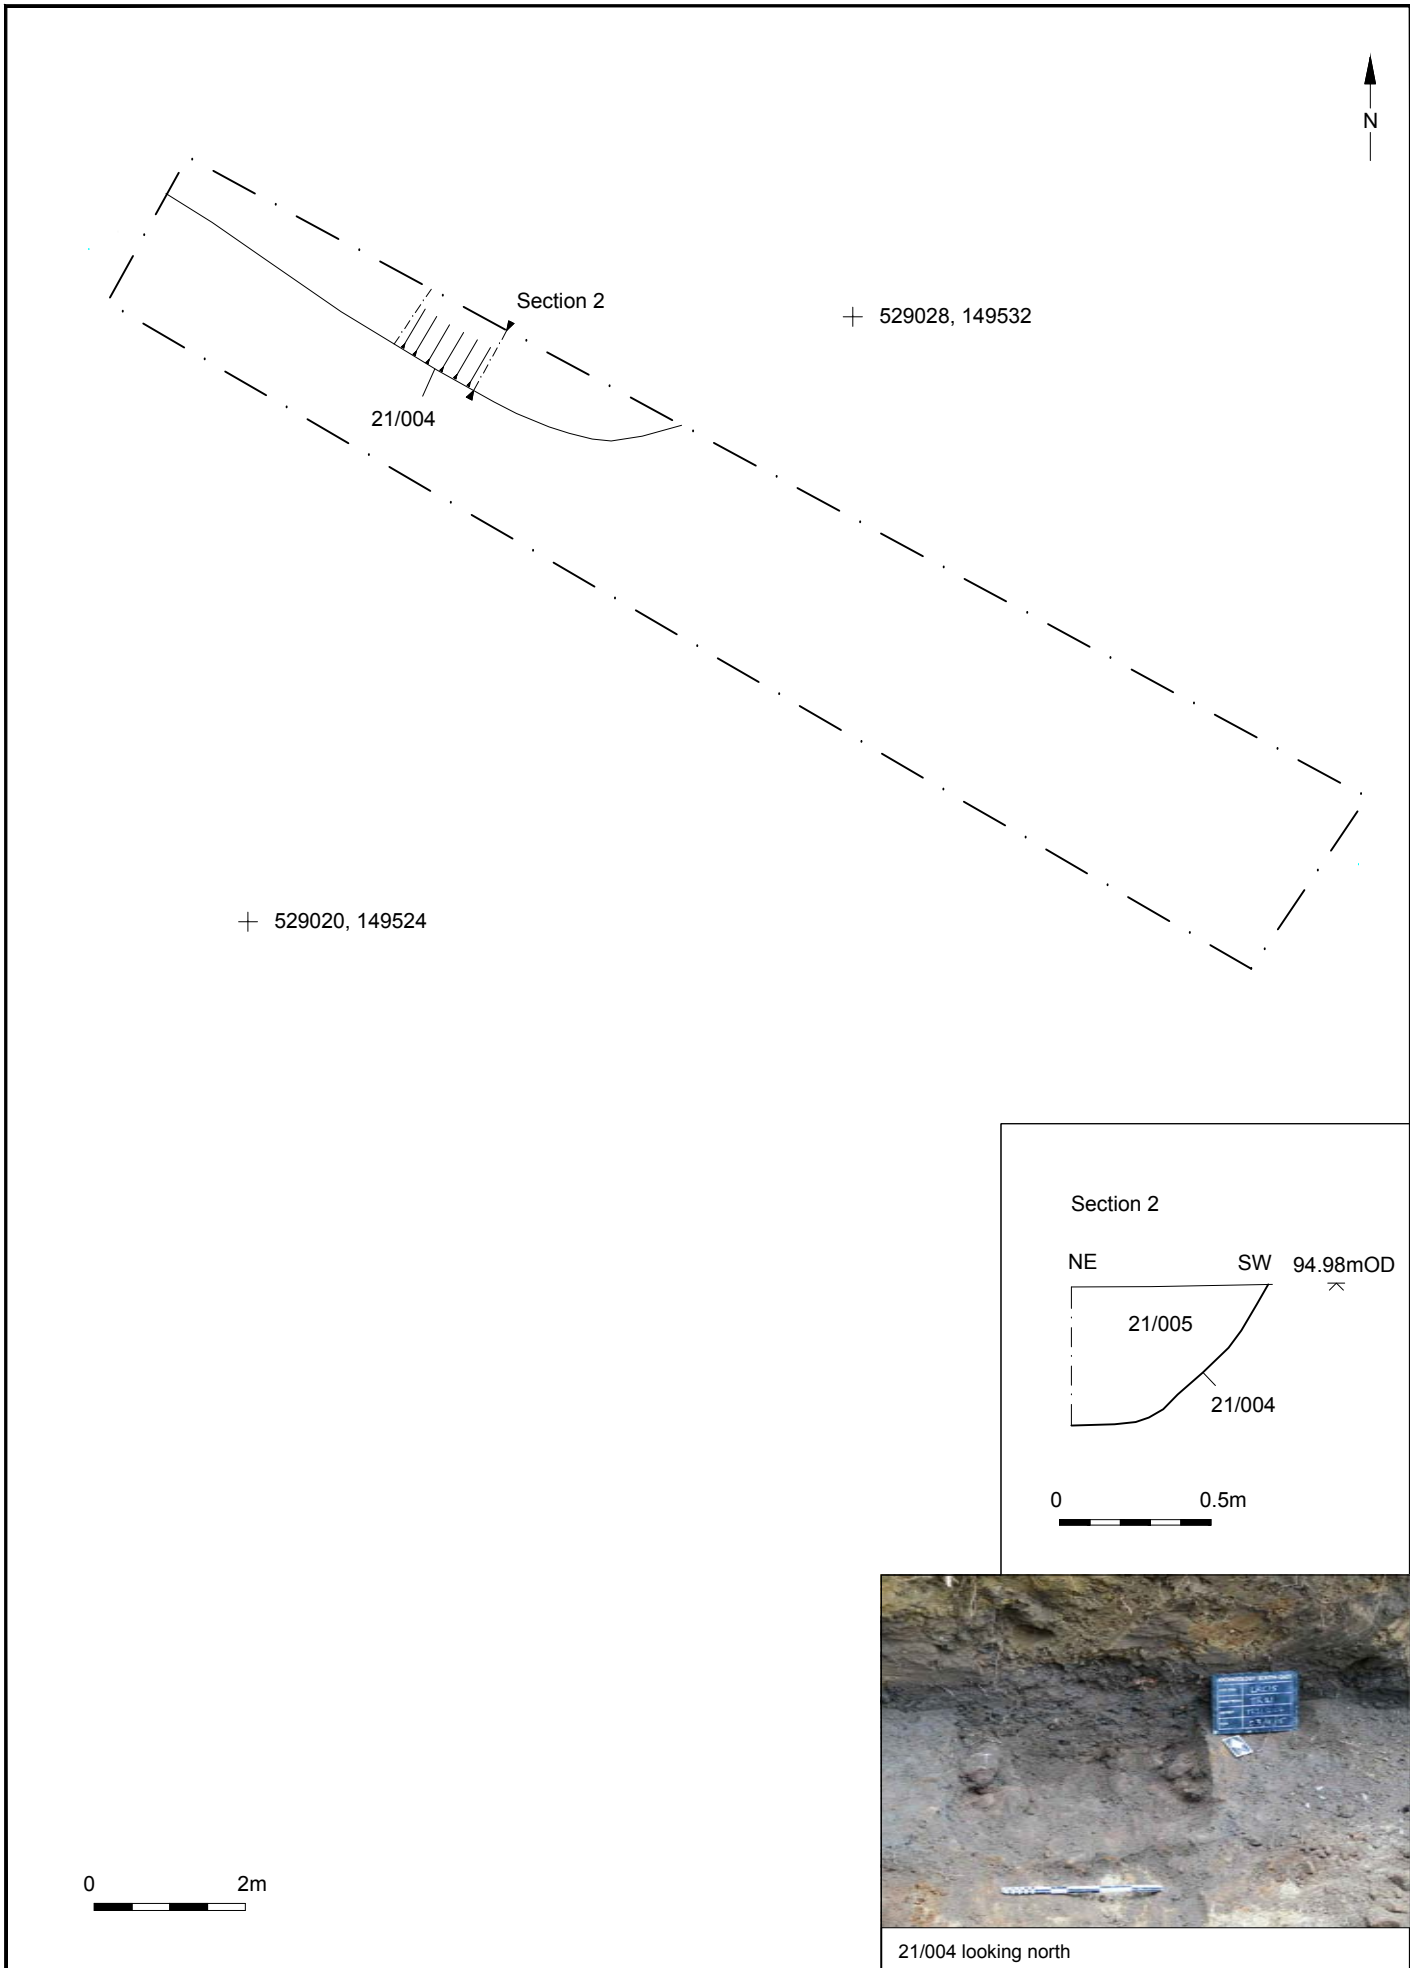 N
Section 2
529028, 149532
21/004
529020, 149524
Section 2
NE SW 94.98mOD
21/005
21/004
0 0.5m
0 2m
21/004 looking north